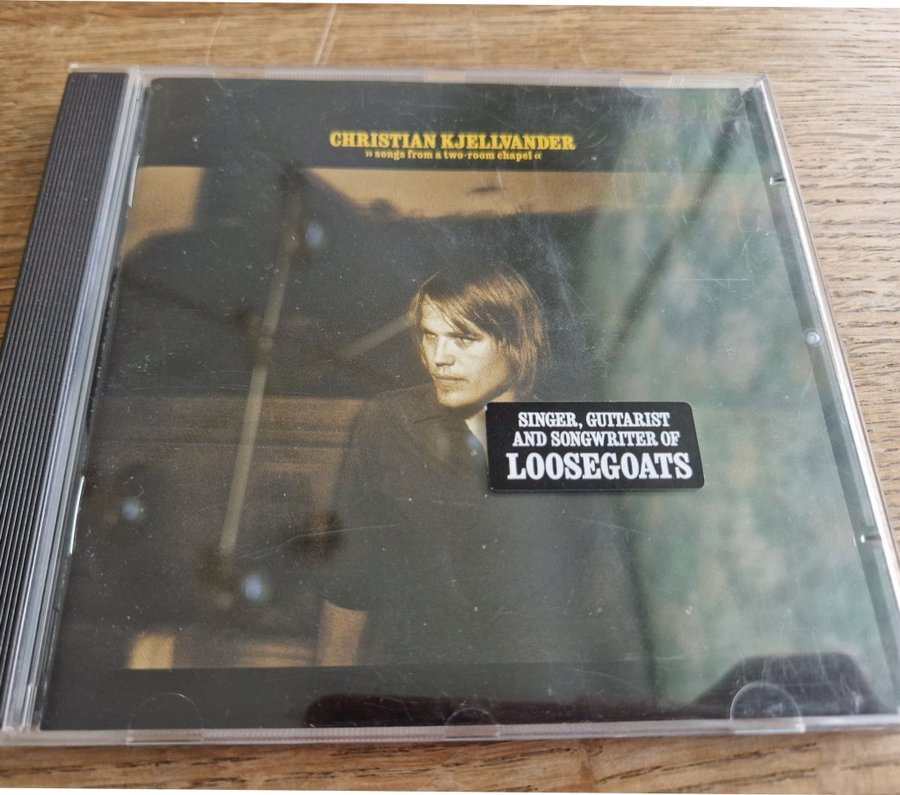 CHRISTIAN KJELLVANDER
»songs from a two-room chapel«
SINGER, GUITARIST
AND SONGWRITER OF
LOOSEGOATS